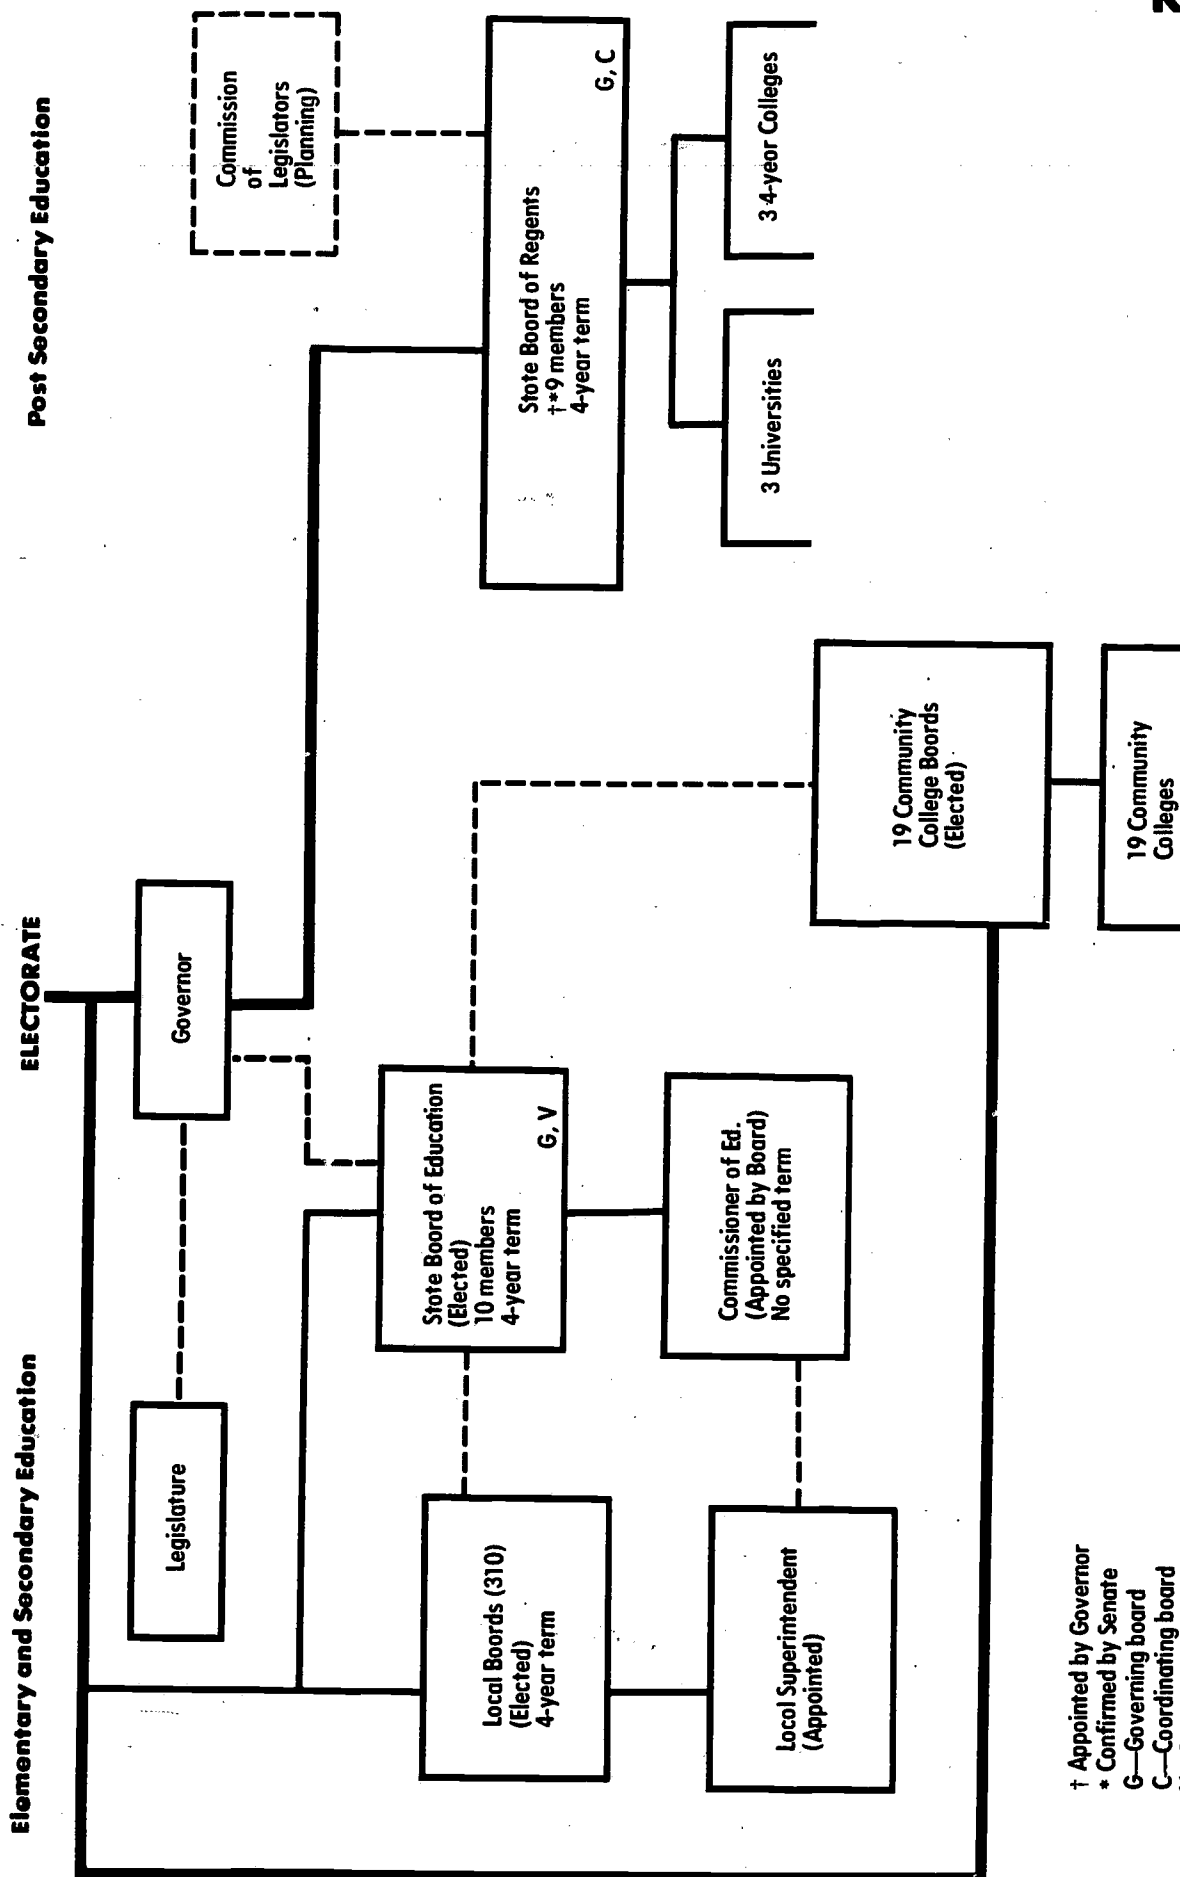 Elementary and Secondary Education
ELECTORATE
Post Secondary Education
Legislature
Governor
Commission
of
Legislators
(Planning)
Local Boards (310)
(Elected)
4-year term
State Board of Education
(Elected)
10 members
4-year term
G, V
State Board of Regents
†*9 members
4-year term
G, C
Local Superintendent
(Appointed)
Commissioner of Ed.
(Appointed by Board)
No specified term
3 Universities
3 4-year Colleges
19 Community
College Boards
(Elected)
19 Community
Colleges
† Appointed by Governor
* Confirmed by Senate
G—Governing board
C—Coordinating board